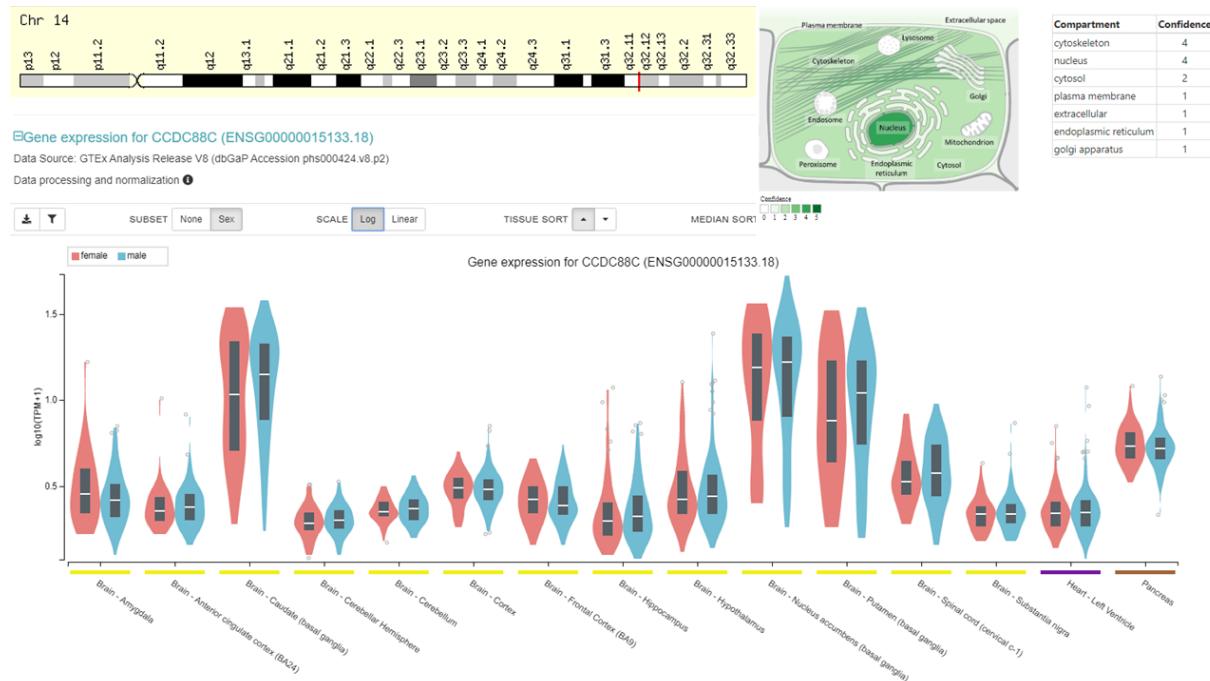 Chr 14
p13
p12
p11.2
q11.2
q12
q13.1
q21.1
q21.2
q21.3
q22.1
q22.3
q23.1
q23.2
q23.3
q24.1
q24.2
q24.3
q31.1
q31.3
q32.11
q32.12
q32.13
q32.2
q32.31
q32.33
Plasma membrane
Extracellular space
Lysosome
Cytoskeleton
Golgi
Endosome
Nucleus
Mitochondrion
Peroxisome
Endoplasmic
reticulum
Cytosol
Confidence
0 1 2 3 4 5
Compartment Confidence
cytoskeleton 4
nucleus 4
cytosol 2
plasma membrane 1
extracellular 1
endoplasmic reticulum 1
golgi apparatus 1
Gene expression for CCDC88C (ENSG00000015133.18)
Data Source: GTEx Analysis Release V8 (dbGaP Accession phs000424.v8.p2)
Data processing and normalization
SUBSET None Sex SCALE Log Linear TISSUE SORT MEDIAN SORT
female male
Gene expression for CCDC88C (ENSG00000015133.18)
log10(TPM+1)
1.5
1.0
0.5
Brain - Amygdala
Brain - Anterior cingulate cortex (BA24)
Brain - Caudate (basal ganglia)
Brain - Cerebellar Hemisphere
Brain - Cerebellum
Brain - Cortex
Brain - Frontal Cortex (BA9)
Brain - Hippocampus
Brain - Hypothalamus
Brain - Nucleus accumbens (basal ganglia)
Brain - Putamen (basal ganglia)
Brain - Spinal cord (cervical c-1)
Brain - Substantia nigra
Heart - Left Ventricle
Pancreas